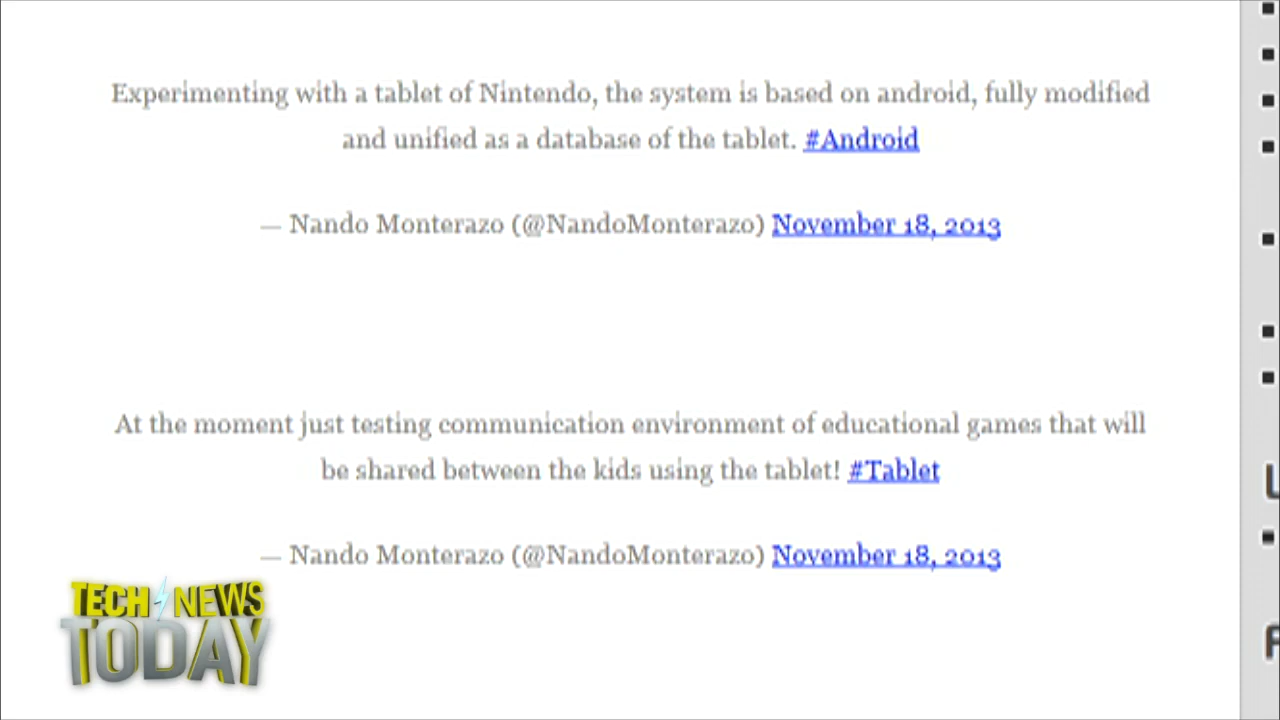 Experimenting with a tablet of Nintendo, the system is based on android, fully modified
and unified as a database of the tablet. #Android
— Nando Monterazo (@NandoMonterazo) November 18, 2013
At the moment just testing communication environment of educational games that will
be shared between the kids using the tablet! #Tablet
— Nando Monterazo (@NandoMonterazo) November 18, 2013
TECH NEWS
TODAY